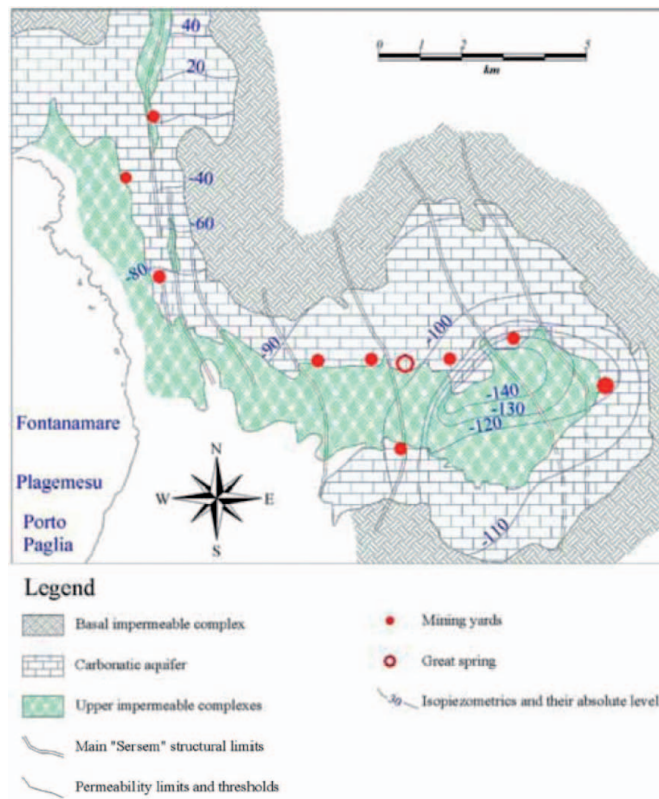 40
20
0
1
2
5
km
-40
-60
-80
-90
-100
-140
-130
-120
-110
Fontanamare
Plagemesu
Porto
Paglia
N
W
E
S
Legend
Basal impermeable complex
Carbonatic aquifer
Upper impermeable complexes
Main "Sersem" structural limits
Permeability limits and thresholds
Mining yards
Great spring
30
Isopiezometrics and their absolute level